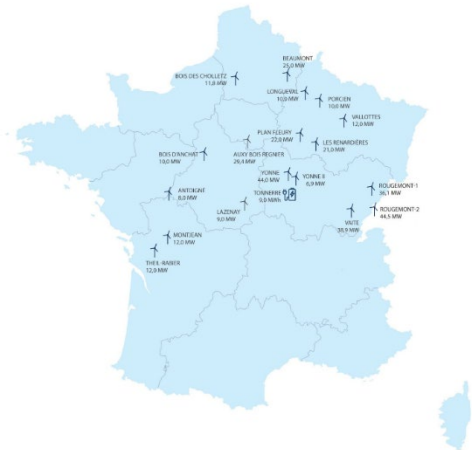 BEAUMONT
25,0 MW
BOIS DES CHOLLETZ
11,8 MW
LONGUEVAL
10,0 MW
PORCIEN
10,0 MW
VALLOTTES
12,0 MW
PLAN FLEURY
22,0 MW
LES RENARDIÈRES
21,0 MW
BOIS D'ANCHAT
10,0 MW
AUXY BOIS REGNIER
29,4 MW
YONNE
44,0 MW
YONNE II
6,9 MW
TONNERRE
9,0 MWh
ANTOIGNÉ
8,0 MW
LAZENAY
9,0 MW
ROUGEMONT-1
36,1 MW
ROUGEMONT-2
44,5 MW
VAITE
38,9 MW
MONTJEAN
12,0 MW
THEIL-RABIER
12,0 MW